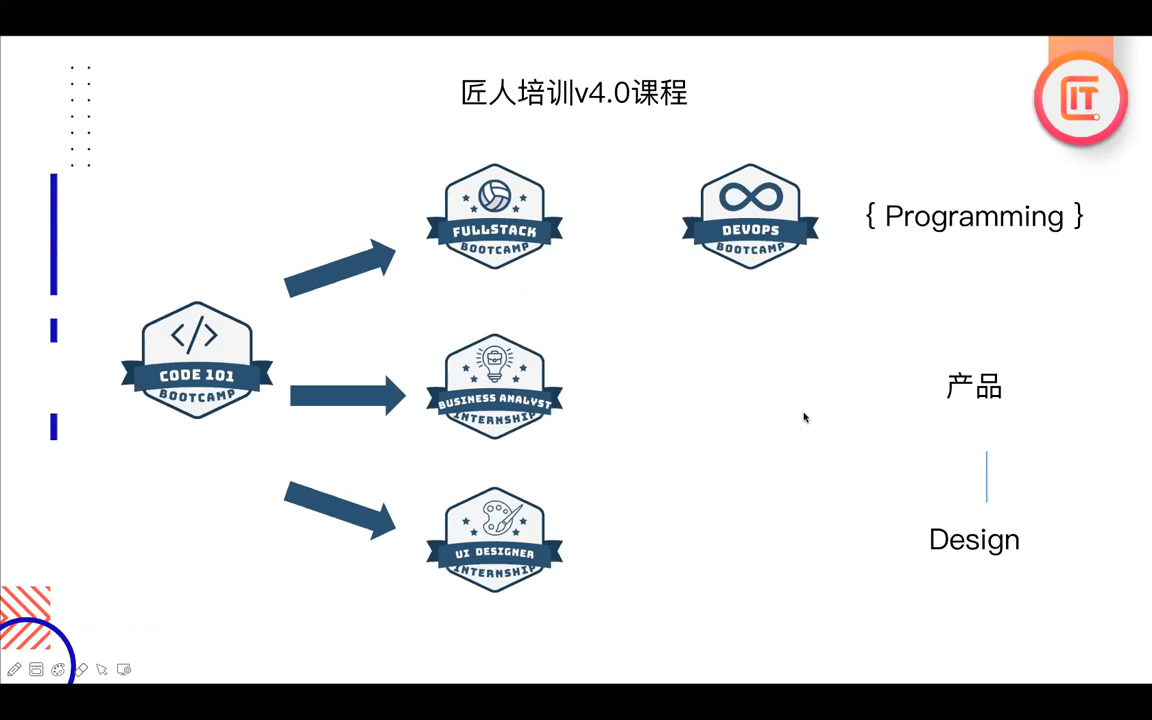 匠人培训v4.0课程
IT
FULLSTACK
BOOTCAMP
DEVOPS
BOOTCAMP
{ Programming }
</>
CODE 101
BOOTCAMP
BUSINESS ANALYST
INTERNSHIP
产品
UI DESIGNER
INTERNSHIP
Design